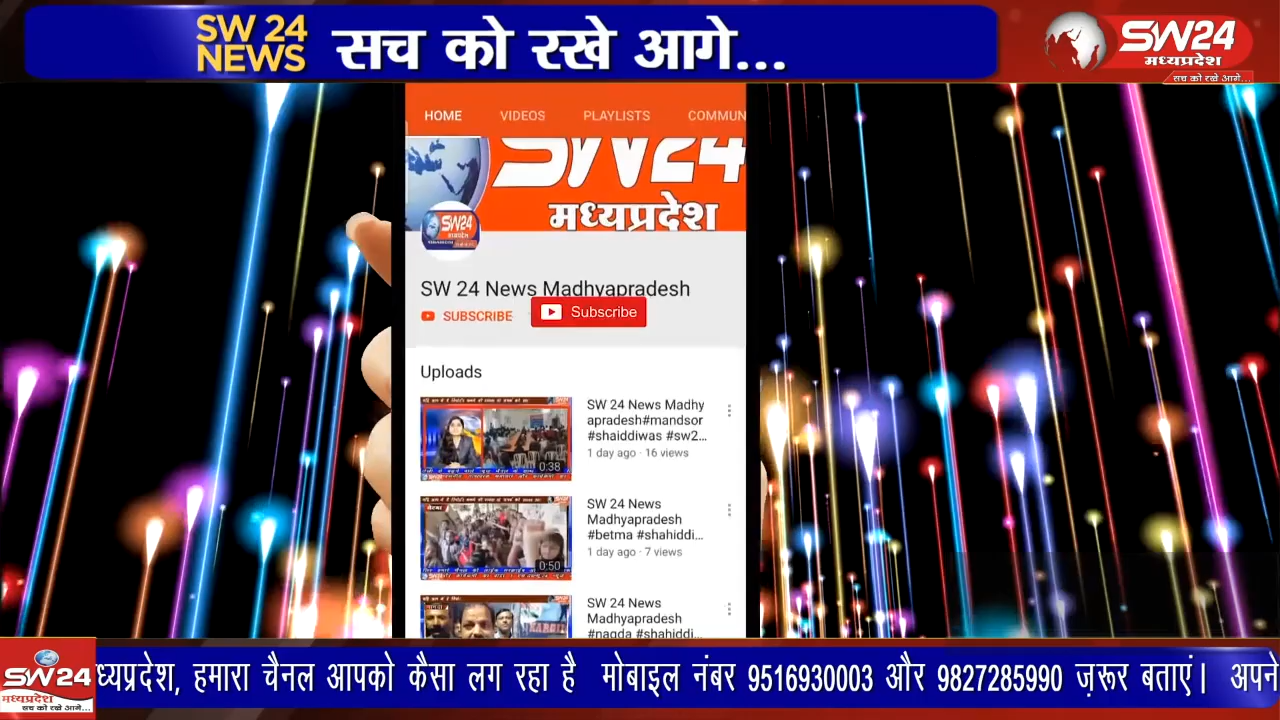 SW 24
NEWS
सच को रखे आगे...
SW24
मध्यप्रदेश
सच को रखे आगे...
HOME VIDEOS PLAYLISTS COMMUN
SW24
मध्यप्रदेश
SW24
SW 24 News Madhyapradesh
SUBSCRIBE
Subscribe
Uploads
SW 24 News Madhy
apradesh#mandsor
#shaiddiwas #sw2...
1 day ago · 16 views
0:38
SW 24 News
Madhyapradesh
#betma #shahiddi...
1 day ago · 7 views
0:50
SW 24 News
Madhyapradesh
#nagda #shahiddi...
SW24
मध्यप्रदेश
सच को रखे आगे...
ध्यप्रदेश, हमारा चैनल आपको कैसा लग रहा है मोबाइल नंबर 9516930003 और 9827285990 ज़रूर बताएं। अपने